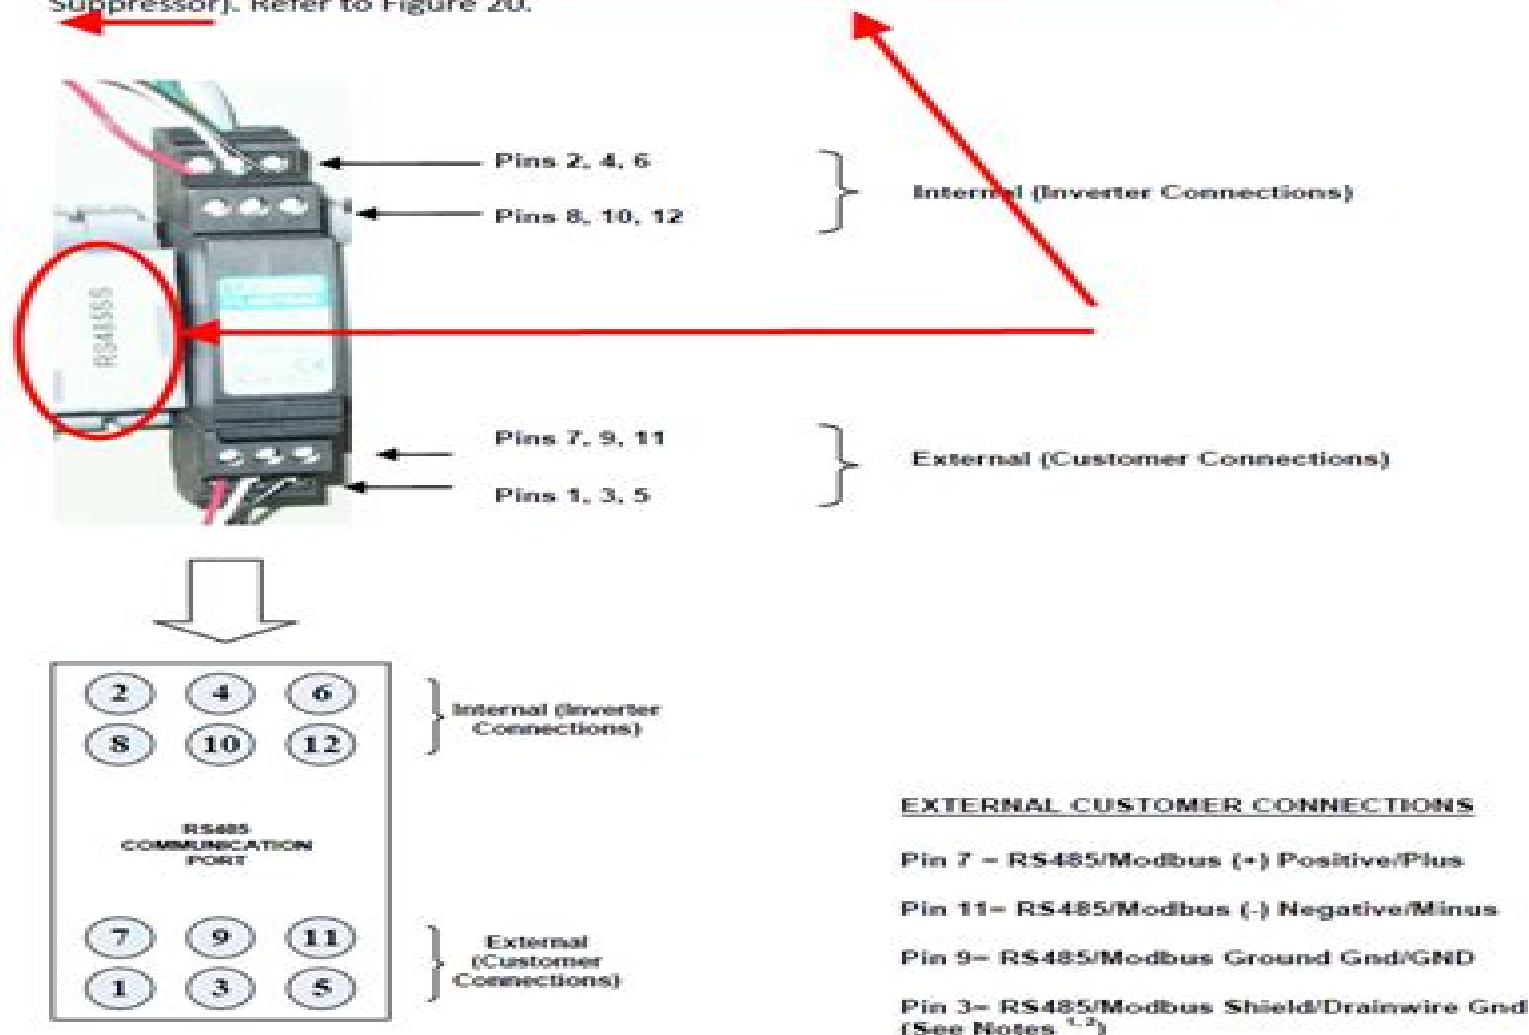 Suppressor). Refer to Figure 20.
Pins 2, 4, 6
Pins 8, 10, 12
Internal (Inverter Connections)
RS485SS
Pins 7, 9, 11
Pins 1, 3, 5
External (Customer Connections)
2 4 6
8 10 12
Internal (Inverter
Connections)
RS485
COMMUNICATION
PORT
7 9 11
1 3 5
External
(Customer
Connections)
EXTERNAL CUSTOMER CONNECTIONS
Pin 7 – RS485/Modbus (+) Positive/Plus
Pin 11– RS485/Modbus (-) Negative/Minus
Pin 9– RS485/Modbus Ground Gnd/GND
Pin 3– RS485/Modbus Shield/Drainwire Gnd
(See Notes 1,2)